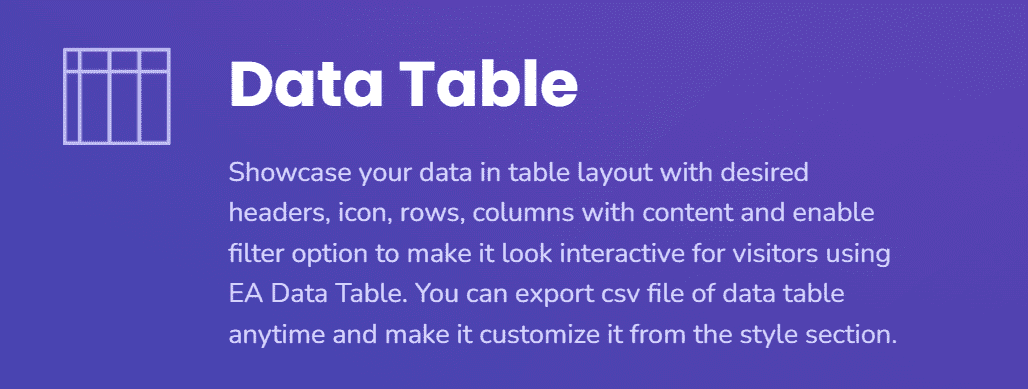 Data Table
Showcase your data in table layout with desired
headers, icon, rows, columns with content and enable
filter option to make it look interactive for visitors using
EA Data Table. You can export csv file of data table
anytime and make it customize it from the style section.